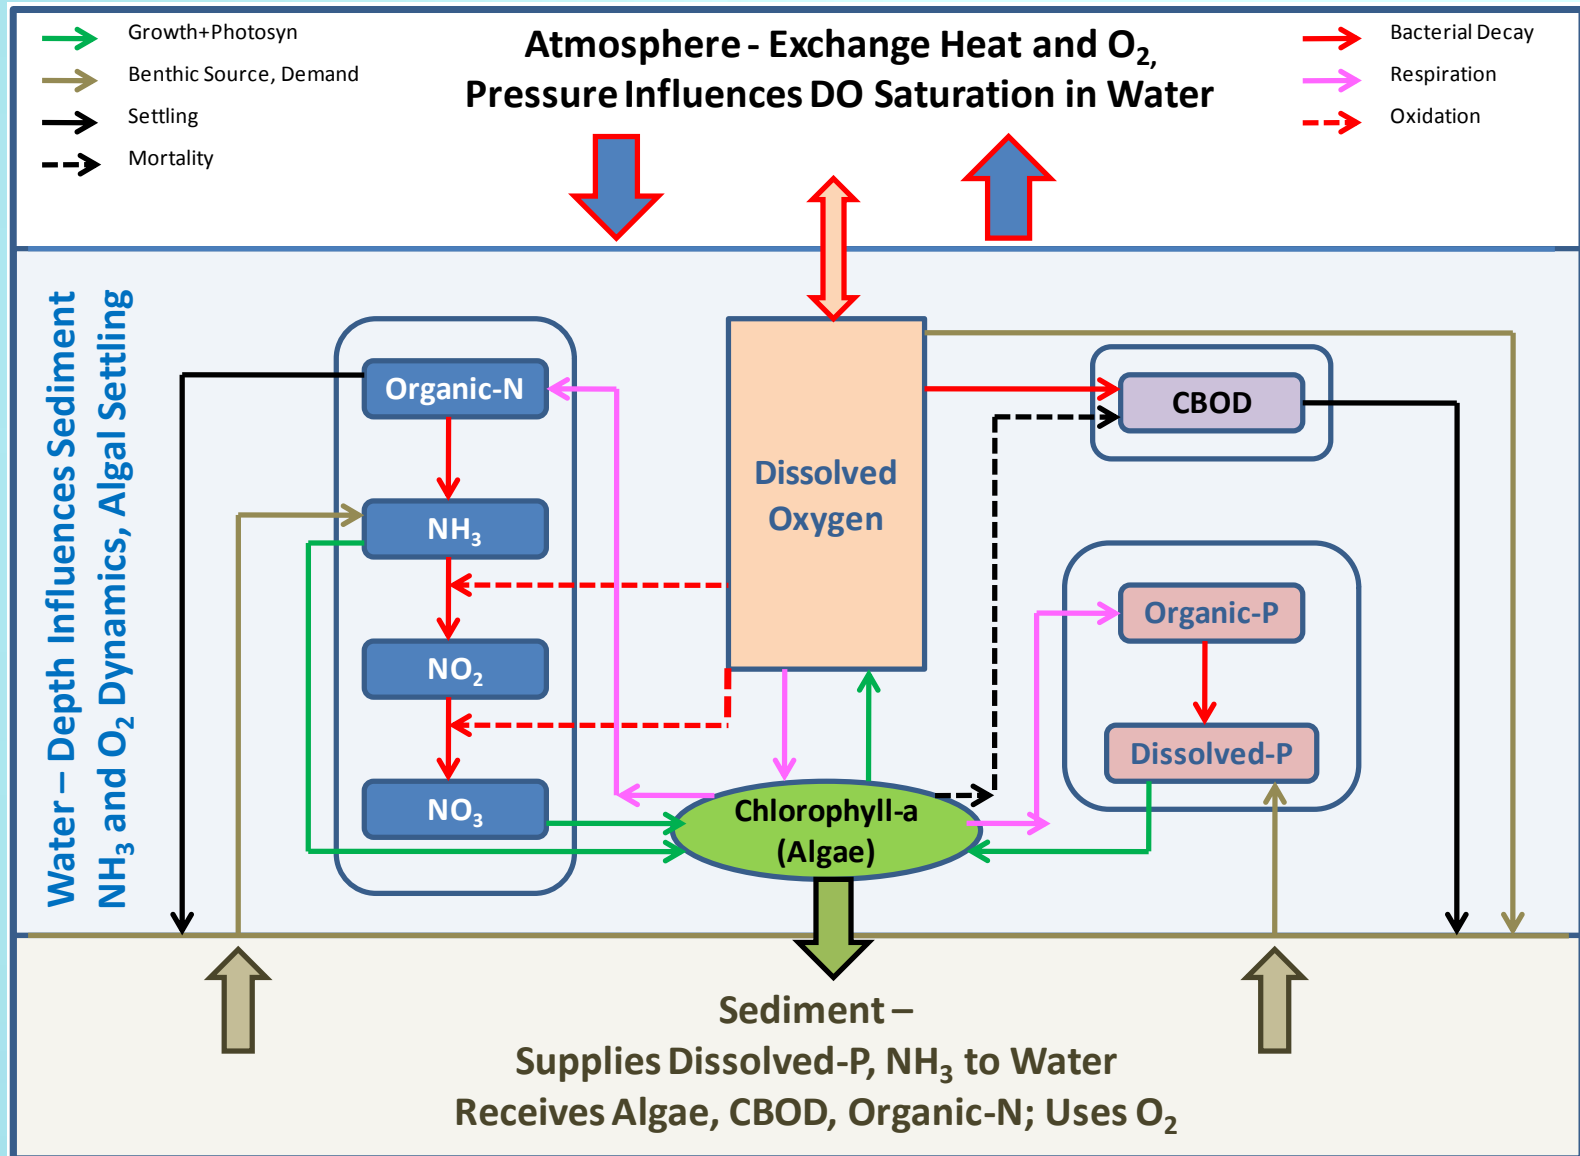 Growth+Photosyn
Benthic Source, Demand
Settling
Mortality
Atmosphere - Exchange Heat and O₂,
Pressure Influences DO Saturation in Water
Bacterial Decay
Respiration
Oxidation
Water – Depth Influences Sediment
NH₃ and O₂ Dynamics, Algal Settling
Organic-N
NH₃
NO₂
NO₃
Dissolved
Oxygen
CBOD
Organic-P
Dissolved-P
Chlorophyll-a
(Algae)
Sediment –
Supplies Dissolved-P, NH₃ to Water
Receives Algae, CBOD, Organic-N; Uses O₂